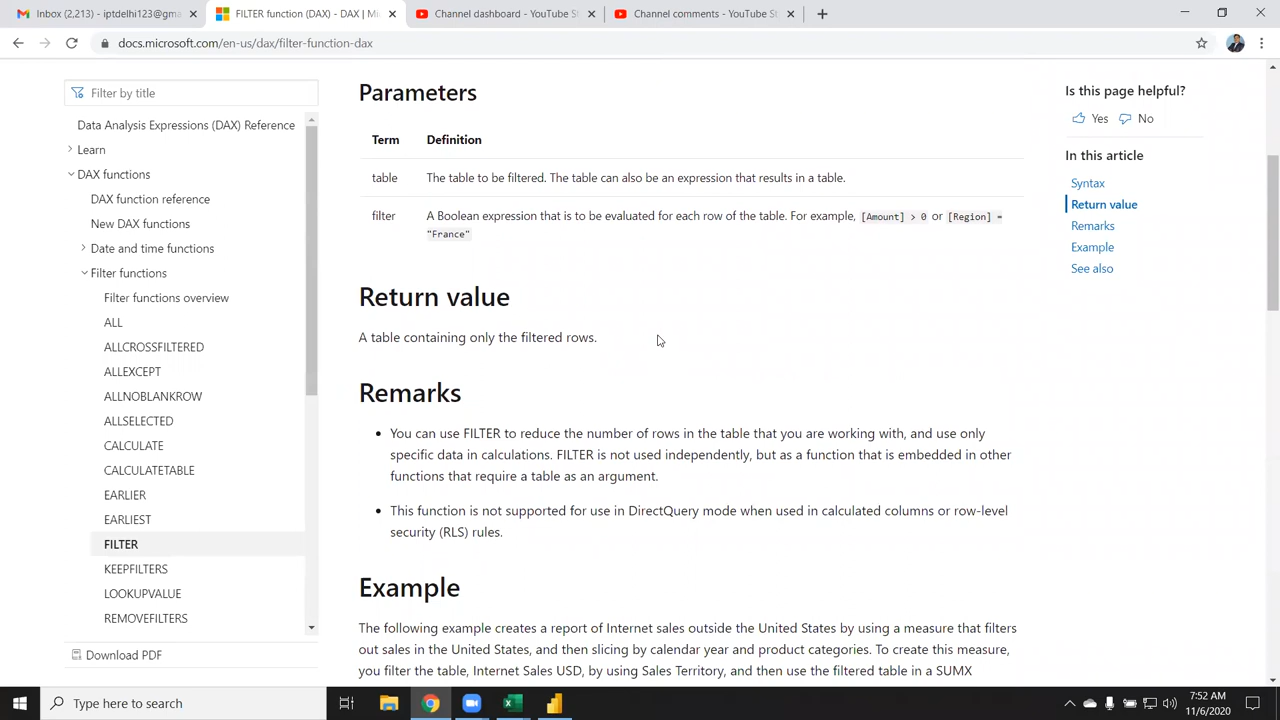 Inbox (2,213) - iptdelhi123@gma
FILTER function (DAX) - DAX | Mi
Channel dashboard - YouTube St
Channel comments - YouTube St
docs.microsoft.com/en-us/dax/filter-function-dax
Filter by title
Data Analysis Expressions (DAX) Reference
Learn
DAX functions
DAX function reference
New DAX functions
Date and time functions
Filter functions
Filter functions overview
ALL
ALLCROSSFILTERED
ALLEXCEPT
ALLNOBLANKROW
ALLSELECTED
CALCULATE
CALCULATETABLE
EARLIER
EARLIEST
FILTER
KEEPFILTERS
LOOKUPVALUE
REMOVEFILTERS
Download PDF
Parameters
Term Definition
table The table to be filtered. The table can also be an expression that results in a table.
filter A Boolean expression that is to be evaluated for each row of the table. For example, [Amount] > 0 or [Region] =
"France"
Return value
A table containing only the filtered rows.
Remarks
• You can use FILTER to reduce the number of rows in the table that you are working with, and use only
specific data in calculations. FILTER is not used independently, but as a function that is embedded in other
functions that require a table as an argument.
• This function is not supported for use in DirectQuery mode when used in calculated columns or row-level
security (RLS) rules.
Example
The following example creates a report of Internet sales outside the United States by using a measure that filters
out sales in the United States, and then slicing by calendar year and product categories. To create this measure,
you filter the table, Internet Sales USD, by using Sales Territory, and then use the filtered table in a SUMX
Is this page helpful?
Yes No
In this article
Syntax
Return value
Remarks
Example
See also
Type here to search
7:52 AM
11/6/2020